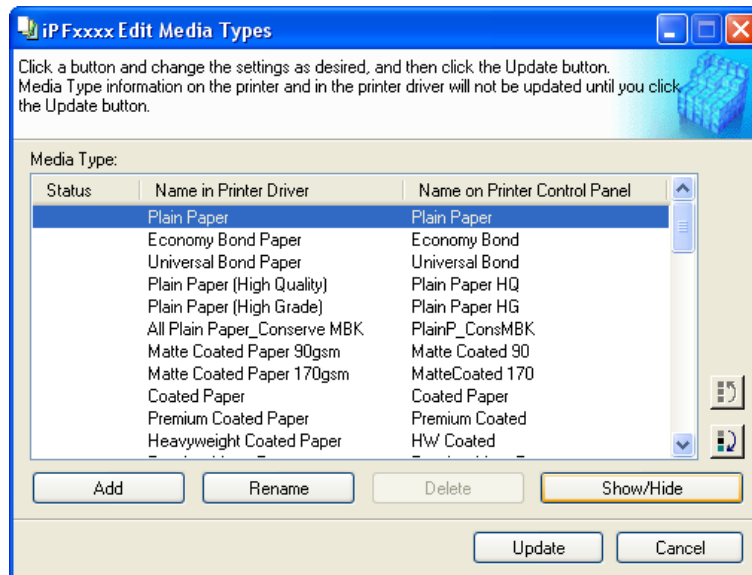 iPFxxxx Edit Media Types
Click a button and change the settings as desired, and then click the Update button.
Media Type information on the printer and in the printer driver will not be updated until you click
the Update button.
Media Type:
Status Name in Printer Driver Name on Printer Control Panel
Plain Paper Plain Paper
Economy Bond Paper Economy Bond
Universal Bond Paper Universal Bond
Plain Paper (High Quality) Plain Paper HQ
Plain Paper (High Grade) Plain Paper HG
All Plain Paper_Conserve MBK PlainP_ConsMBK
Matte Coated Paper 90gsm Matte Coated 90
Matte Coated Paper 170gsm MatteCoated 170
Coated Paper Coated Paper
Premium Coated Paper Premium Coated
Heavyweight Coated Paper HW Coated
Add Rename Delete Show/Hide
Update Cancel